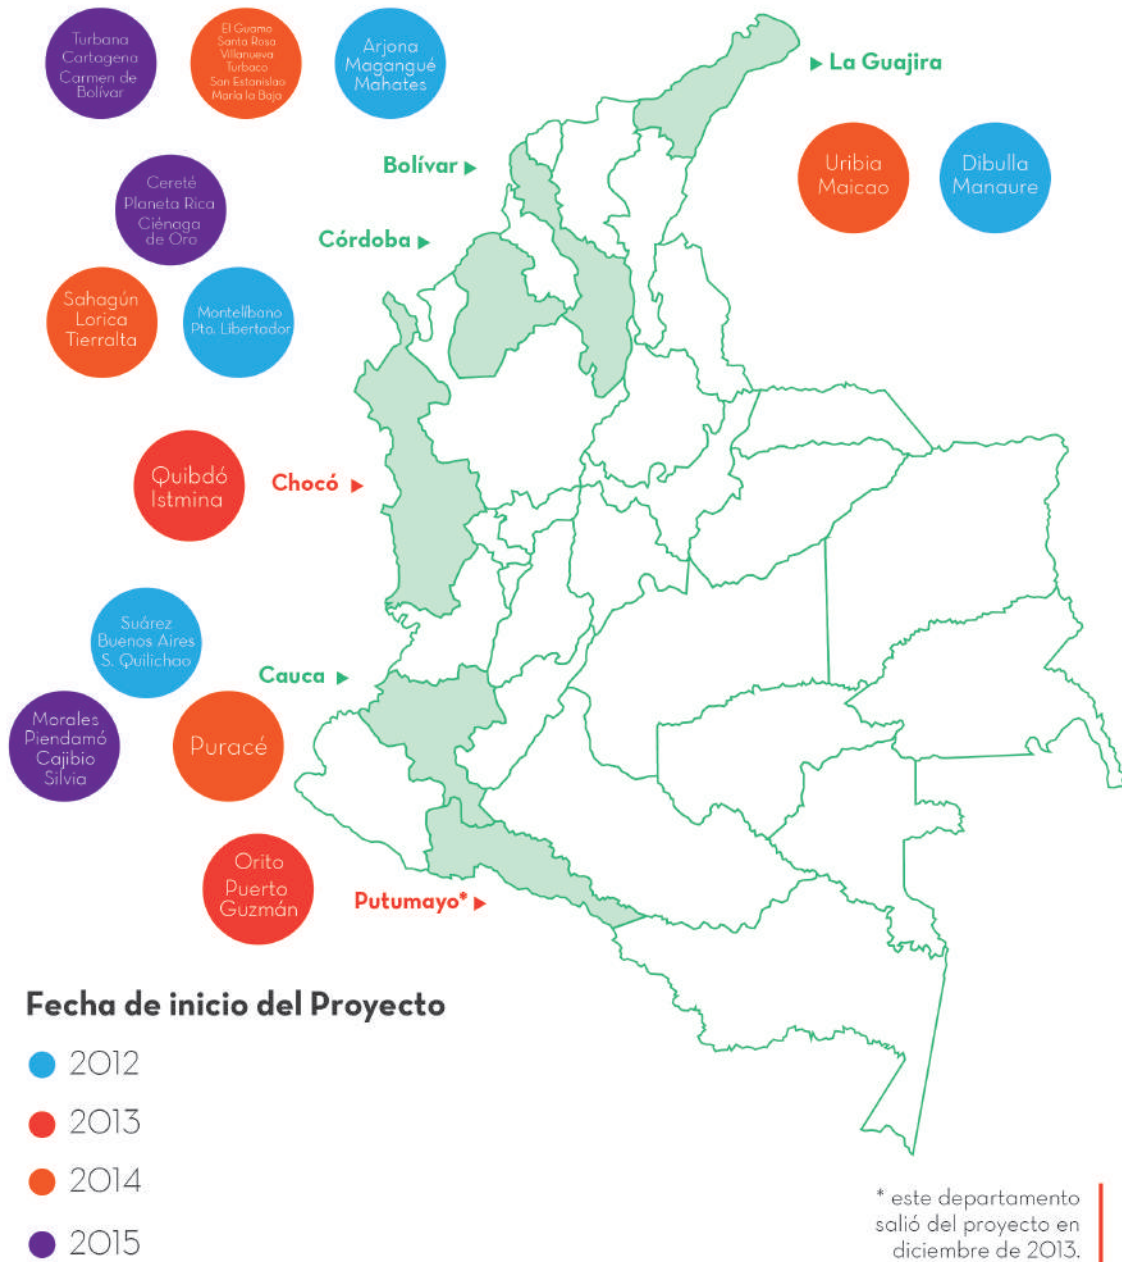 Turbana
Cartagena
Carmen de
Bolívar
El Guamo
Santa Rosa
Villanueva
Turbaco
San Estanislao
María la Baja
Arjona
Magangué
Mahates
▶ La Guajira
Uribia
Maicao
Dibulla
Manaure
Bolívar ▶
Cereté
Planeta Rica
Ciénaga
de Oro
Córdoba ▶
Sahagún
Lorica
Tierralta
Montelíbano
Pto. Libertador
Quibdó
Istmina
Chocó ▶
Suárez
Buenos Aires
S. Quilichao
Cauca ▶
Morales
Piendamó
Cajibio
Silvia
Puracé
Orito
Puerto
Guzmán
Putumayo* ▶
Fecha de inicio del Proyecto
2012
2013
2014
2015
* este departamento
salió del proyecto en
diciembre de 2013.